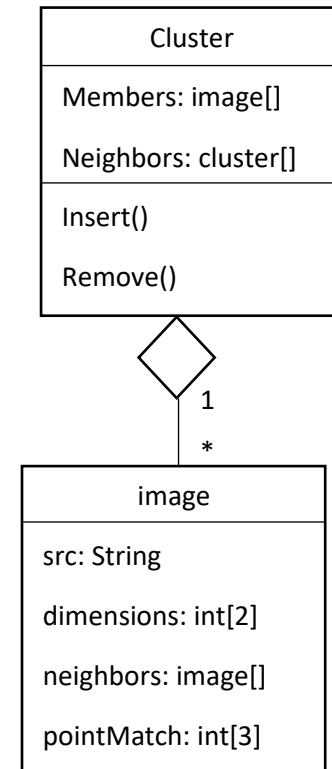 Cluster
Members: image[]
Neighbors: cluster[]
Insert()
Remove()
1
*
image
src: String
dimensions: int[2]
neighbors: image[]
pointMatch: int[3]